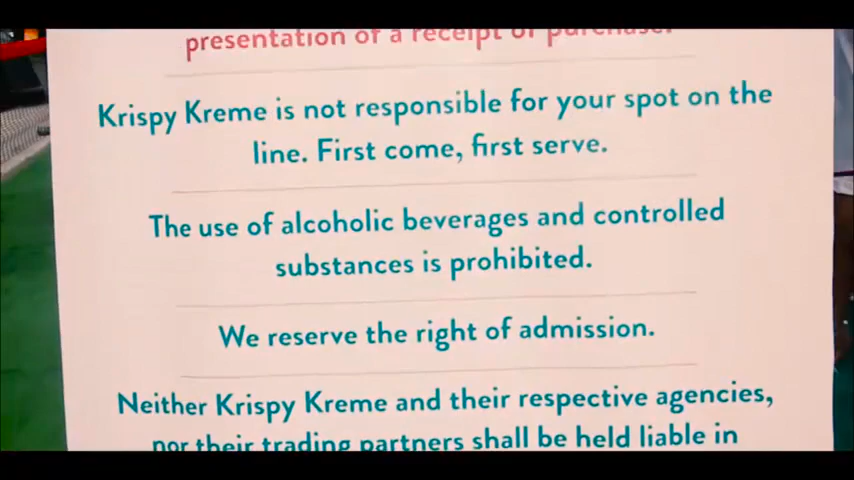 presentation of a receipt of purchase.
Krispy Kreme is not responsible for your spot on the
line. First come, first serve.
The use of alcoholic beverages and controlled
substances is prohibited.
We reserve the right of admission.
Neither Krispy Kreme and their respective agencies,
nor their trading partners shall be held liable in